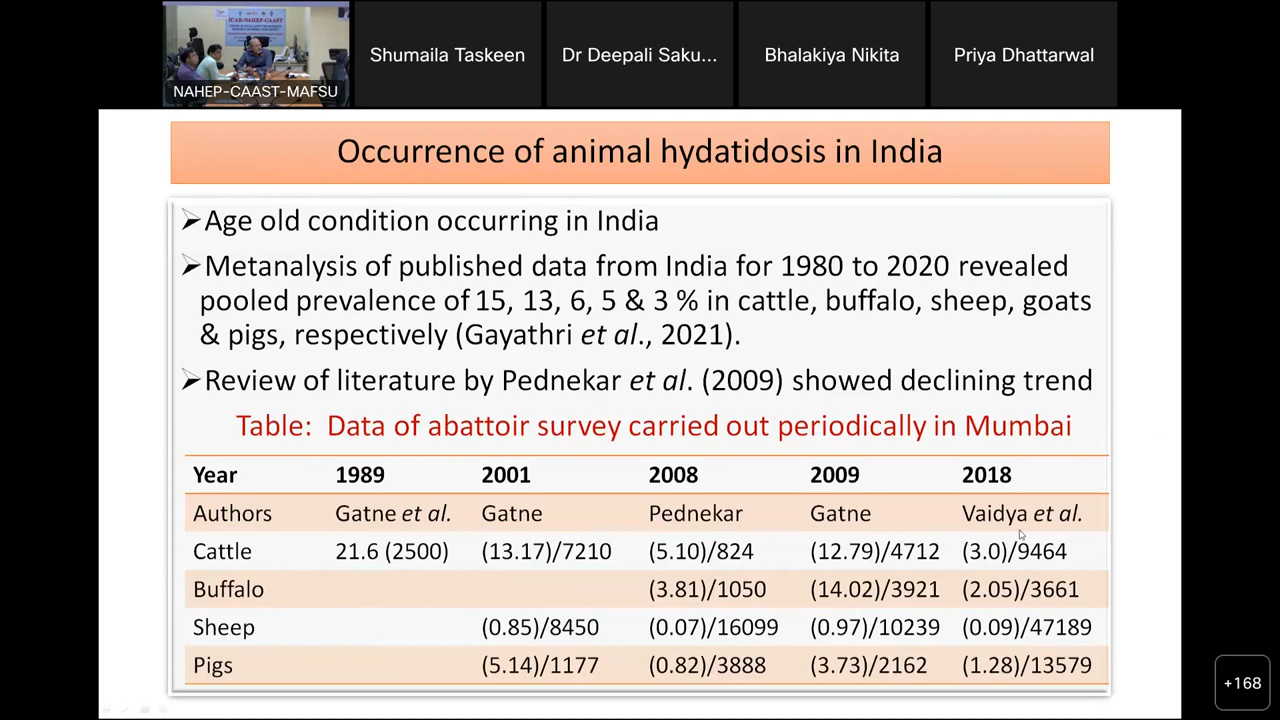 ICAR-NAHEP-CAAST
NAHEP-CAAST-MAFSU
Shumaila Taskeen
Dr Deepali Saku...
Bhalakiya Nikita
Priya Dhattarwal
Occurrence of animal hydatidosis in India
➢Age old condition occurring in India
➢Metanalysis of published data from India for 1980 to 2020 revealed
pooled prevalence of 15, 13, 6, 5 & 3 % in cattle, buffalo, sheep, goats
& pigs, respectively (Gayathri et al., 2021).
➢Review of literature by Pednekar et al. (2009) showed declining trend
Table: Data of abattoir survey carried out periodically in Mumbai
Year 1989 2001 2008 2009 2018
Authors Gatne et al. Gatne Pednekar Gatne Vaidya et al.
Cattle 21.6 (2500) (13.17)/7210 (5.10)/824 (12.79)/4712 (3.0)/9464
Buffalo (3.81)/1050 (14.02)/3921 (2.05)/3661
Sheep (0.85)/8450 (0.07)/16099 (0.97)/10239 (0.09)/47189
Pigs (5.14)/1177 (0.82)/3888 (3.73)/2162 (1.28)/13579
+168